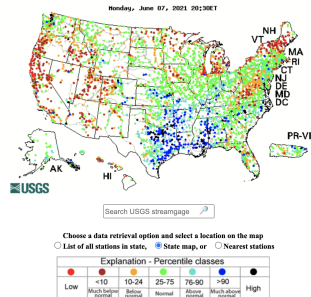 Monday, June 07, 2021 20:30ET
NH
VT
MA
RI
CT
NJ
DE
MD
DC
PR-VI
AK
HI
USGS
Search USGS streamgage
Choose a data retrieval option and select a location on the map
List of all stations in state, State map, or Nearest stations
Explanation - Percentile classes
Low <10 10-24 25-75 76-90 >90 High
Much below normal Below normal Normal Above normal Much above normal